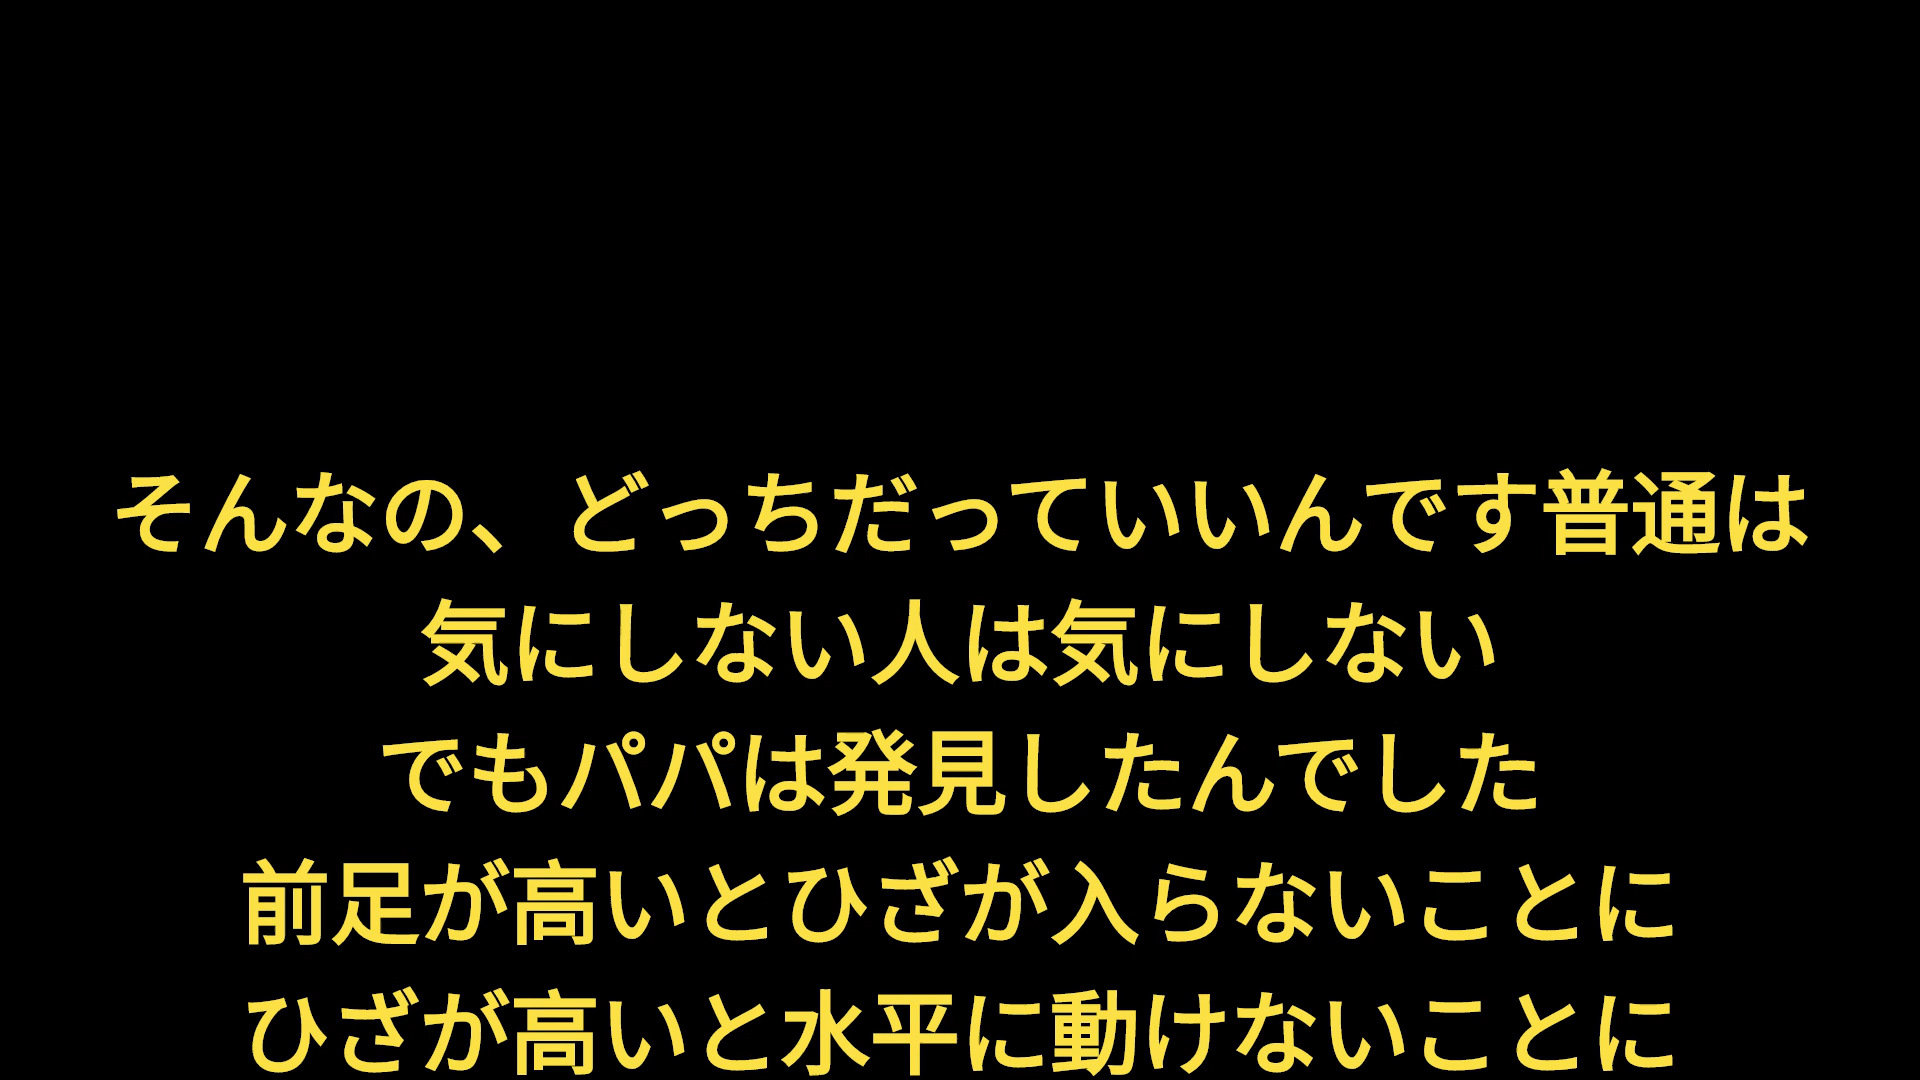 そんなの、どっちだっていいんです普通は
気にしない人は気にしない
でもパパは発見したんでした
前足が高いとひざが入らないことに
ひざが高いと水平に動けないことに